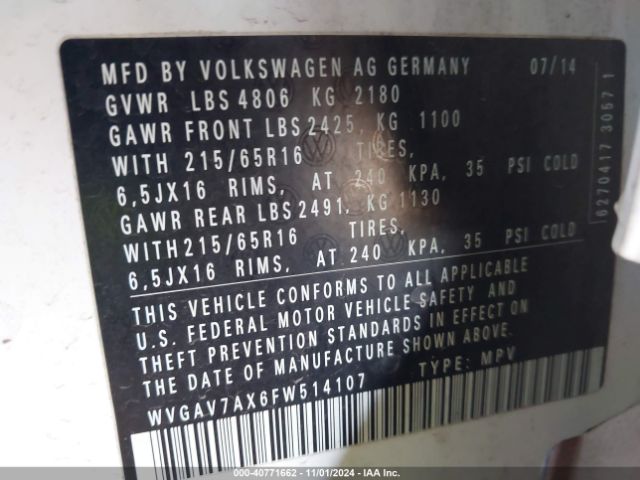 MFD BY VOLKSWAGEN AG GERMANY 07/14
GVWR LBS 4806 KG 2180
GAWR FRONT LBS 2425, KG 1100
WITH 215/65R16 TIRES,
6,5JX16 RIMS, AT 240 KPA, 35 PSI COLD
GAWR REAR LBS 2491, KG 1130
WITH 215/65R16 TIRES,
6,5JX16 RIMS, AT 240 KPA, 35 PSI COLD
THIS VEHICLE CONFORMS TO ALL APPLICABLE
U.S. FEDERAL MOTOR VEHICLE SAFETY AND
THEFT PREVENTION STANDARDS IN EFFECT ON
THE DATE OF MANUFACTURE SHOWN ABOVE.
WVGAV7AX6FW514107 TYPE: MPV
6270417 3057 1
000-40771662 - 11/01/2024 - IAA Inc.